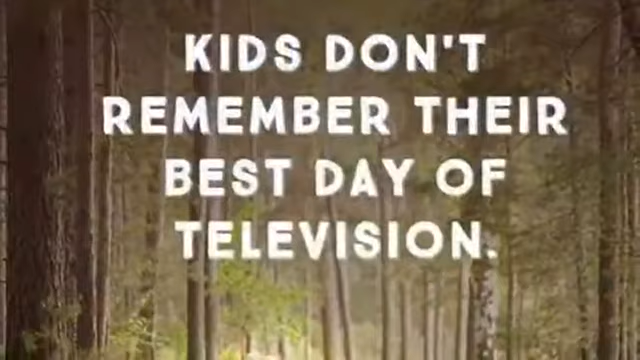 KIDS DON'T
REMEMBER THEIR
BEST DAY OF
TELEVISION.